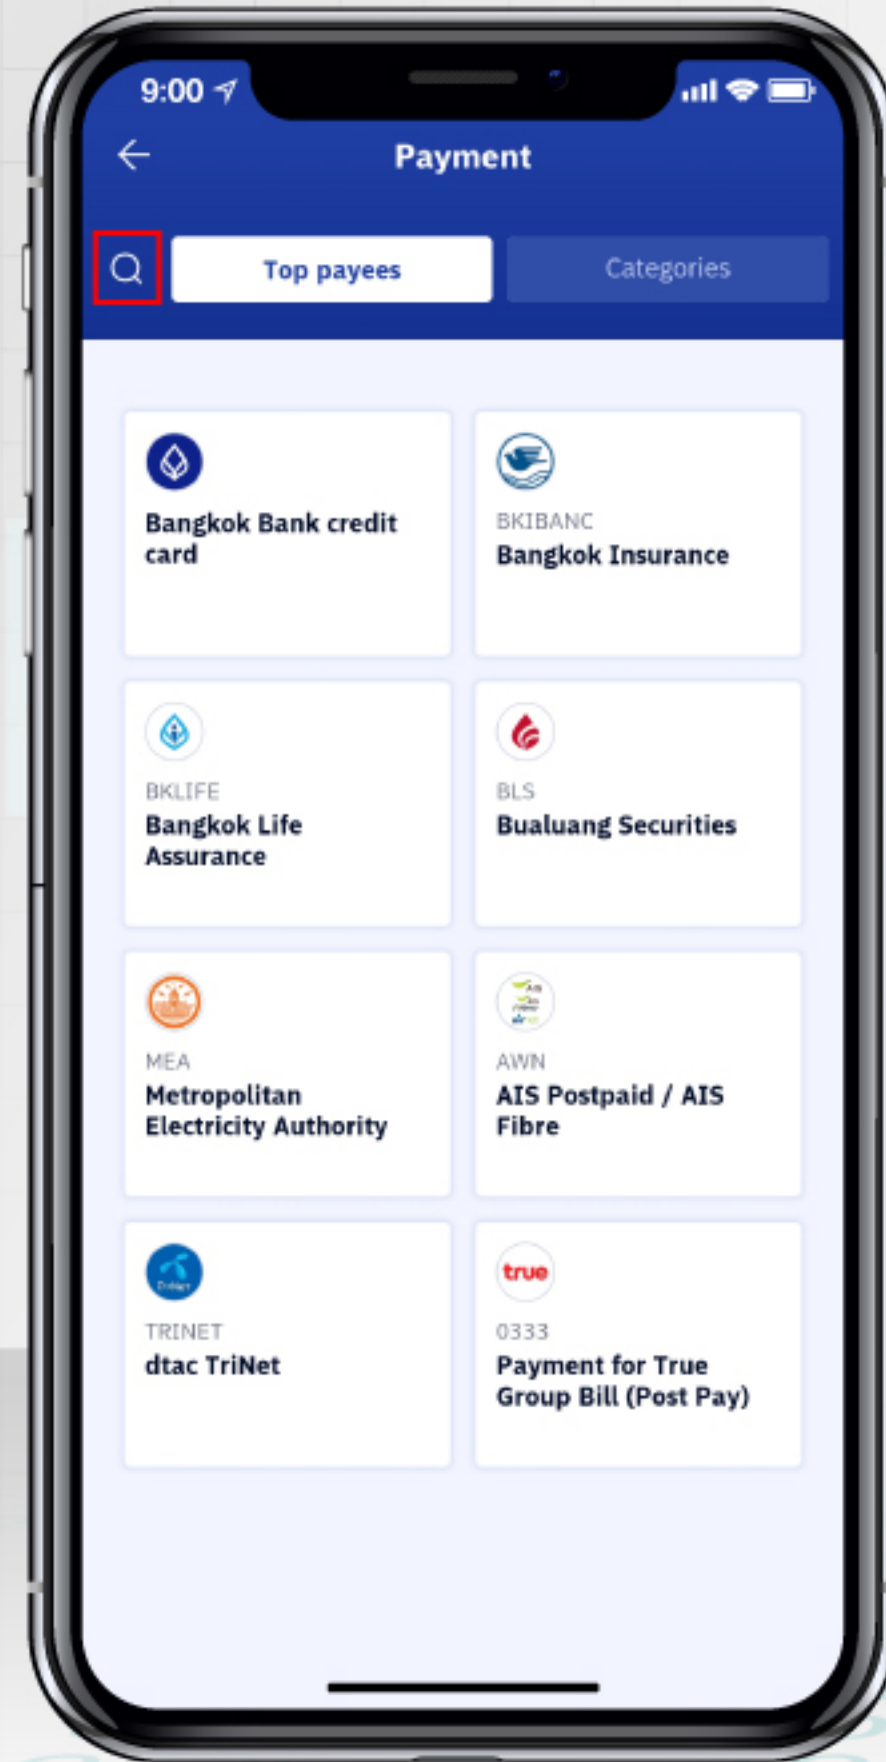 9:00
Payment
Top payees
Categories
Bangkok Bank credit
card
BKIBANC
Bangkok Insurance
BKLIFE
Bangkok Life
Assurance
BLS
Bualuang Securities
MEA
Metropolitan
Electricity Authority
AWN
AIS Postpaid / AIS
Fibre
TRINET
dtac TriNet
true
0333
Payment for True
Group Bill (Post Pay)